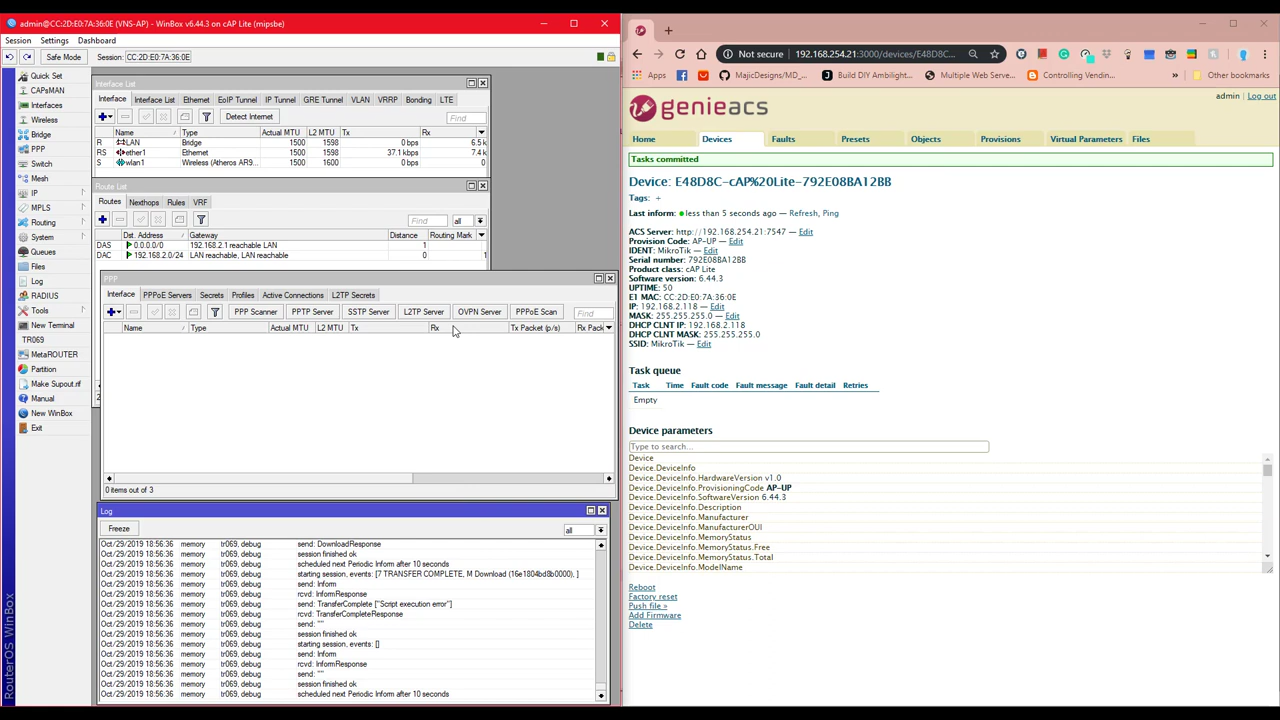 admin@CC:2D:E0:7A:36:0E (VNS-AP) - WinBox v6.44.3 on cAP Lite (mipsbe)
Session Settings Dashboard
Safe Mode Session: CC:2D:E0:7A:36:0E
Quick Set
CAPsMAN
Interfaces
Wireless
Bridge
PPP
Switch
Mesh
IP
MPLS
Routing
System
Queues
Files
Log
RADIUS
Tools
New Terminal
TR069
MetaROUTER
Partition
Make Supout.rif
Manual
New WinBox
Exit
RouterOS WinBox
Interface List
Interface Interface List Ethernet EoIP Tunnel IP Tunnel GRE Tunnel VLAN VRRP Bonding LTE
Detect Internet Find
Name Type Actual MTU L2 MTU Tx Rx
R LAN Bridge 1500 1598 0 bps 6.5 k
RS ether1 Ethernet 1500 1598 37.1 kbps 7.4 k
S wlan1 Wireless (Atheros AR9... 1500 1600 0 bps 0
Route List
Routes Nexthops Rules VRF
Find all
Dst. Address Gateway Distance Routing Mark
DAS 0.0.0.0/0 192.168.2.1 reachable LAN 1
DAC 192.168.2.0/24 LAN reachable, LAN reachable 0 1
PPP
Interface PPPoE Servers Secrets Profiles Active Connections L2TP Secrets
PPP Scanner PPTP Server SSTP Server L2TP Server OVPN Server PPPoE Scan Find
Name Type Actual MTU L2 MTU Tx Rx Tx Packet (p/s) Rx Pack
0 items out of 3
Log
Freeze all
Oct/29/2019 18:56:36 memory tr069, debug send: DownloadResponse
Oct/29/2019 18:56:36 memory tr069, debug session finished ok
Oct/29/2019 18:56:36 memory tr069, debug scheduled next Periodic Inform after 10 seconds
Oct/29/2019 18:56:36 memory tr069, debug starting session, events: [7 TRANSFER COMPLETE, M Download (16e1804bd8b0000), ]
Oct/29/2019 18:56:36 memory tr069, debug send: Inform
Oct/29/2019 18:56:36 memory tr069, debug rcvd: InformResponse
Oct/29/2019 18:56:36 memory tr069, debug send: TransferComplete ["Script execution error"]
Oct/29/2019 18:56:36 memory tr069, debug rcvd: TransferCompleteResponse
Oct/29/2019 18:56:36 memory tr069, debug send: ""
Oct/29/2019 18:56:36 memory tr069, debug session finished ok
Oct/29/2019 18:56:36 memory tr069, debug starting session, events: []
Oct/29/2019 18:56:36 memory tr069, debug send: Inform
Oct/29/2019 18:56:36 memory tr069, debug rcvd: InformResponse
Oct/29/2019 18:56:36 memory tr069, debug send: ""
Oct/29/2019 18:56:36 memory tr069, debug session finished ok
Oct/29/2019 18:56:36 memory tr069, debug scheduled next Periodic Inform after 10 seconds
Not secure 192.168.254.21:3000/devices/E48D8C...
Apps MajicDesigns/MD_... Build DIY Ambilight... Multiple Web Serve... Controlling Vendin... Other bookmarks
genieacs
admin Log out
Home Devices Faults Presets Objects Provisions Virtual Parameters Files
Tasks committed
Device: E48D8C-cAP%20Lite-792E08BA12BB
Tags: +
Last inform: less than 5 seconds ago — Refresh, Ping
ACS Server: http://192.168.254.21:7547 — Edit
Provision Code: AP-UP — Edit
IDENT: MikroTik — Edit
Serial number: 792E08BA12BB
Product class: cAP Lite
Software version: 6.44.3
UPTIME: 50
E1 MAC: CC:2D:E0:7A:36:0E
IP: 192.168.2.118 — Edit
MASK: 255.255.255.0 — Edit
DHCP CLNT IP: 192.168.2.118
DHCP CLNT MASK: 255.255.255.0
SSID: MikroTik — Edit
Task queue
Task Time Fault code Fault message Fault detail Retries
Empty
Device parameters
Type to search...
Device
Device.DeviceInfo
Device.DeviceInfo.HardwareVersion v1.0
Device.DeviceInfo.ProvisioningCode AP-UP
Device.DeviceInfo.SoftwareVersion 6.44.3
Device.DeviceInfo.Description
Device.DeviceInfo.Manufacturer
Device.DeviceInfo.ManufacturerOUI
Device.DeviceInfo.MemoryStatus
Device.DeviceInfo.MemoryStatus.Free
Device.DeviceInfo.MemoryStatus.Total
Device.DeviceInfo.ModelName
Reboot
Factory reset
Push file »
Add Firmware
Delete